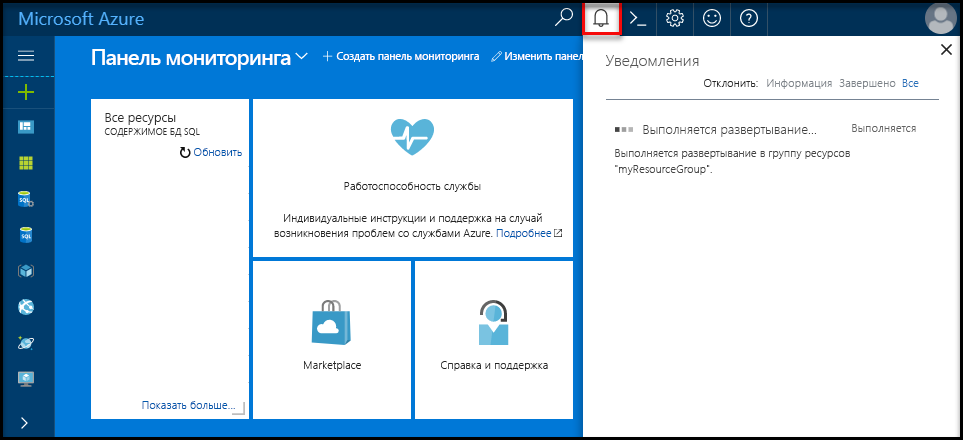 Microsoft Azure
Панель мониторинга
+ Создать панель мониторинга
Изменить панел
Все ресурсы
СОДЕРЖИМОЕ БД SQL
Обновить
Показать больше...
Работоспособность службы
Индивидуальные инструкции и поддержка на случай
возникновения проблем со службами Azure. Подробнее
Marketplace
Справка и поддержка
Уведомления
Отклонить: Информация Завершено Все
Выполняется развертывание... Выполняется
Выполняется развертывание в группу ресурсов
"myResourceGroup".
SQL
SQL